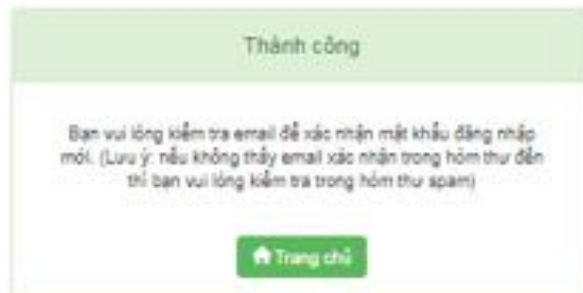 Thành công
Bạn vui lòng kiểm tra email để xác nhận mật khẩu đăng nhập
mới. (Lưu ý: nếu không thấy email xác nhận trong hòm thư đến
thì bạn vui lòng kiểm tra trong hòm thư spam)
Trang chủ